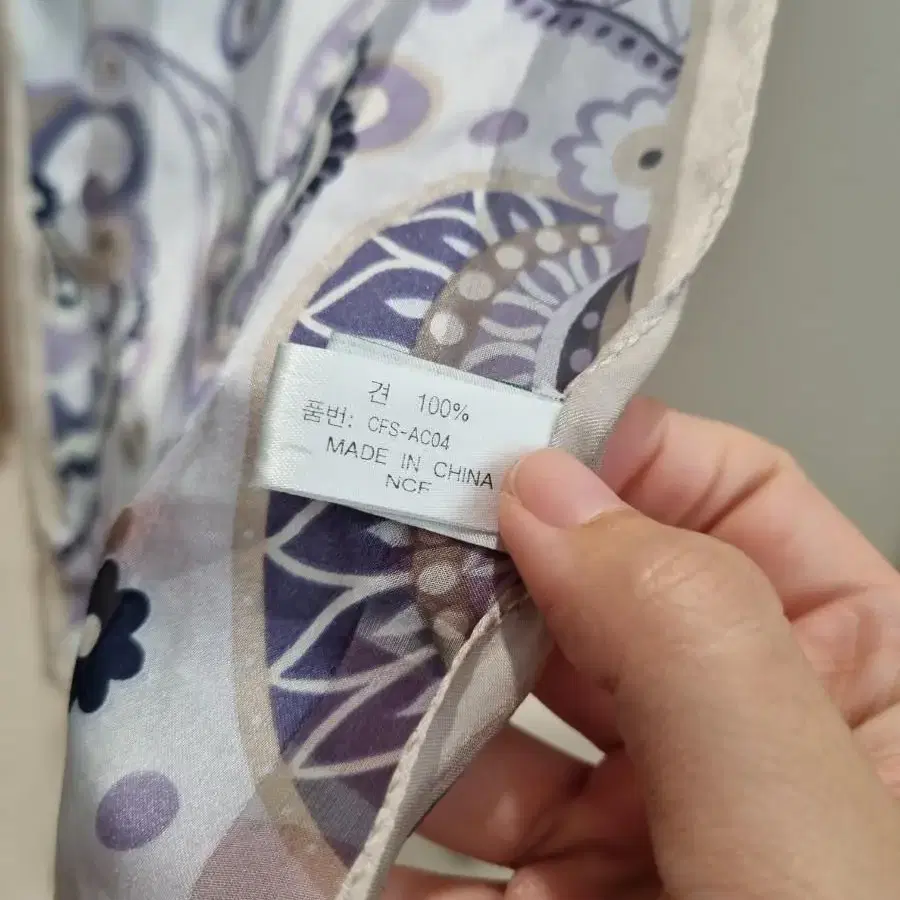 견 100%
품번: CFS-AC04
MADE IN CHINA
NCF